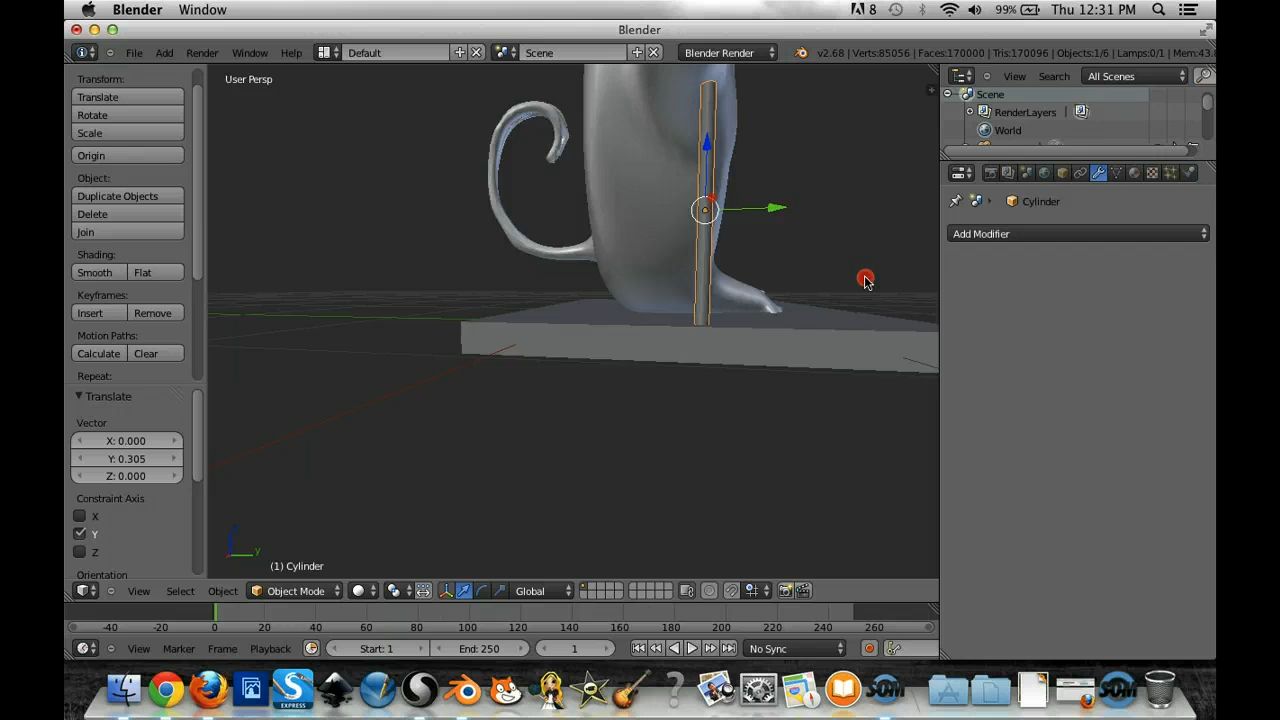 Blender Window 8 99% Thu 12:31 PM
Blender
File Add Render Window Help Default Scene Blender Render v2.68 | Verts:85056 | Faces:170000 | Tris:170096 | Objects:1/6 | Lamps:0/1 | Mem:43.
Transform:
Translate
Rotate
Scale
Origin
Object:
Duplicate Objects
Delete
Join
Shading:
Smooth Flat
Keyframes:
Insert Remove
Motion Paths:
Calculate Clear
Repeat:
Translate
Vector
X: 0.000
Y: 0.305
Z: 0.000
Constraint Axis
X
Y
Z
Orientation
User Persp
z
y
(1) Cylinder
View Search All Scenes
Scene
RenderLayers |
World
Cylinder
Add Modifier
View Select Object Object Mode Global
-40 -20 0 20 40 60 80 100 120 140 160 180 200 220 240 260
View Marker Frame Playback Start: 1 End: 250 1 No Sync
EXPRESS
SOM
SOM